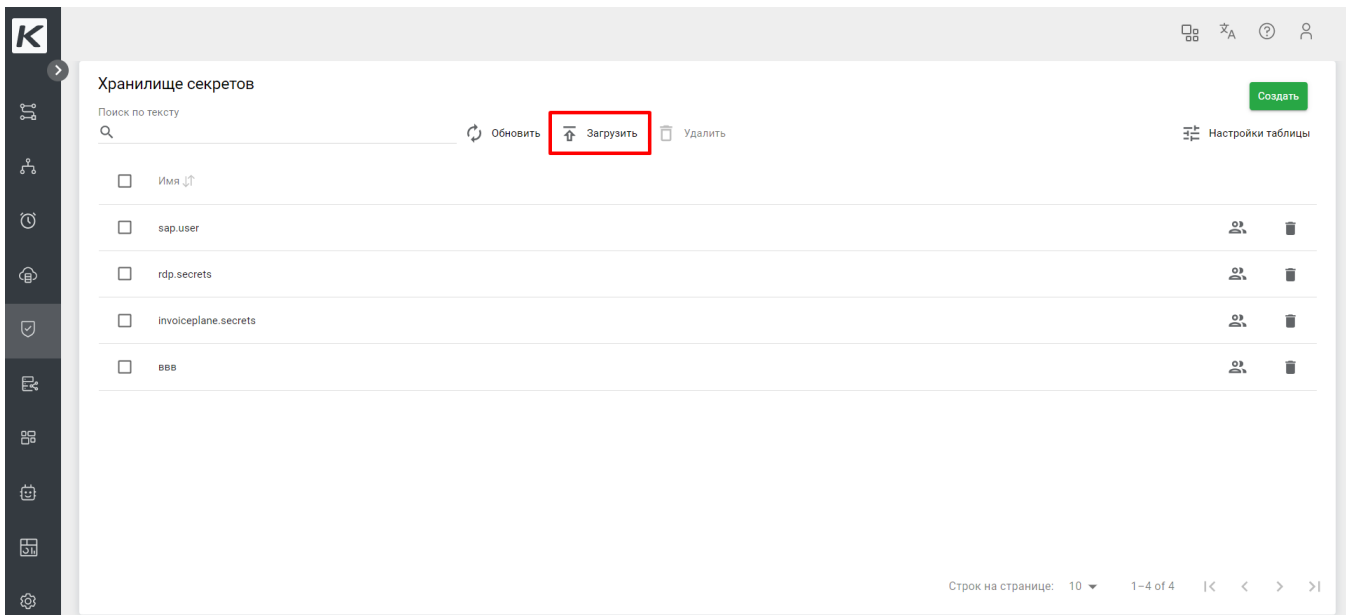 K
Хранилище секретов
Создать
Поиск по тексту
Обновить Загрузить Удалить Настройки таблицы
Имя
sap.user
rdp.secrets
invoiceplane.secrets
ввв
Строк на странице: 10 1–4 of 4